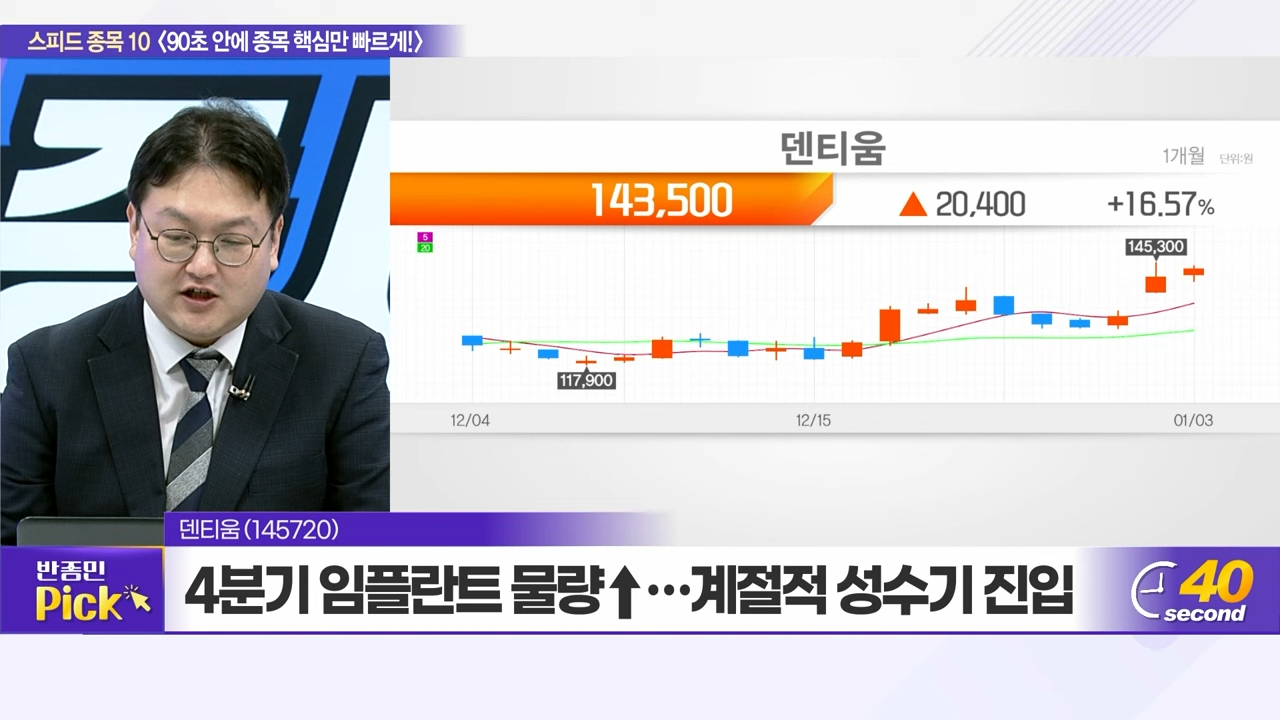 스피드 종목 10 〈90초 안에 종목 핵심만 빠르게!〉
덴티움
1개월 단위:원
143,500 ▲ 20,400 +16.57%
5
20
145,300
117,900
12/04 12/15 01/03
덴티움(145720)
반종민
Pick
4분기 임플란트 물량↑…계절적 성수기 진입
40
second